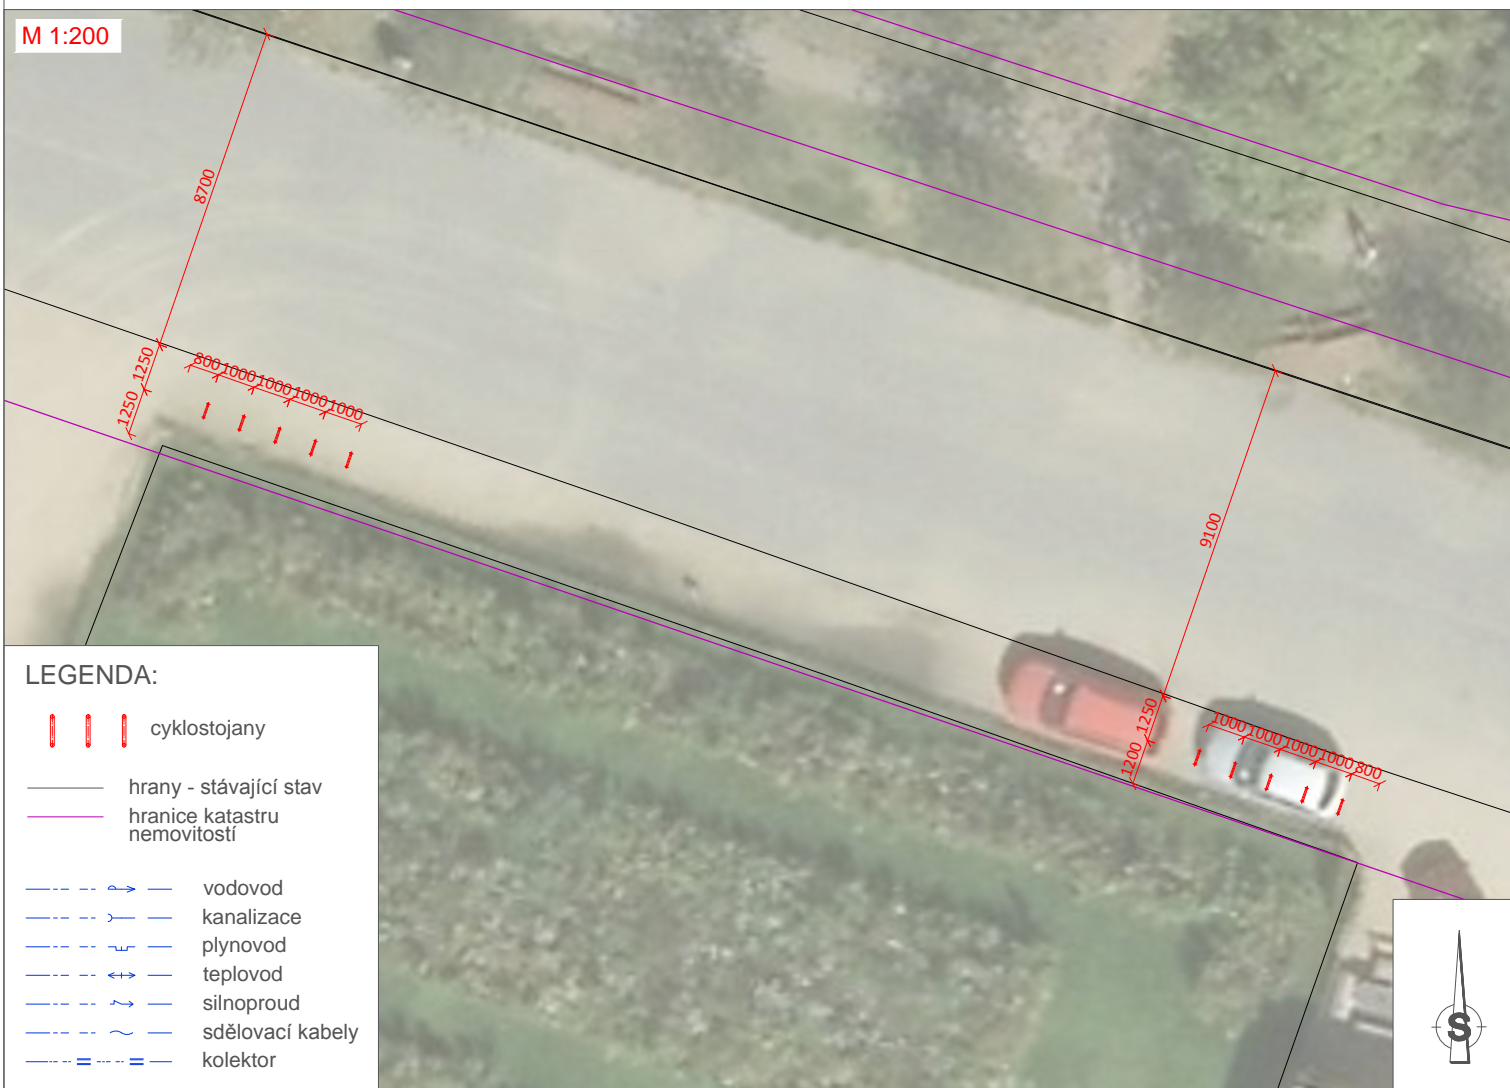 M 1:200
8700
1250
1250
800
1000
1000
1000
1000
9100
1250
1200
1000
1000
1000
1000
800
LEGENDA:
cyklostojany
hrany - stávající stav
hranice katastru
nemovitostí
vodovod
kanalizace
plynovod
teplovod
silnoproud
sdělovací kabely
kolektor
S